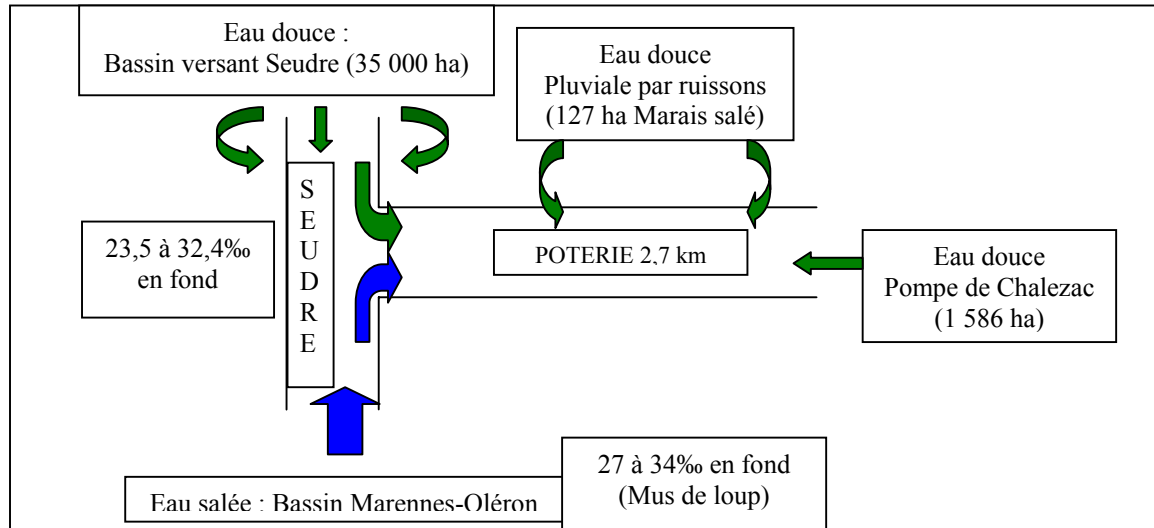 Eau douce :
Bassin versant Seudre (35 000 ha)
Eau douce
Pluviale par ruissons
(127 ha Marais salé)
SEUDRE
23,5 à 32,4‰
en fond
POTERIE 2,7 km
Eau douce
Pompe de Chalezac
(1 586 ha)
Eau salée : Bassin Marennes-Oléron
27 à 34‰ en fond
(Mus de loup)